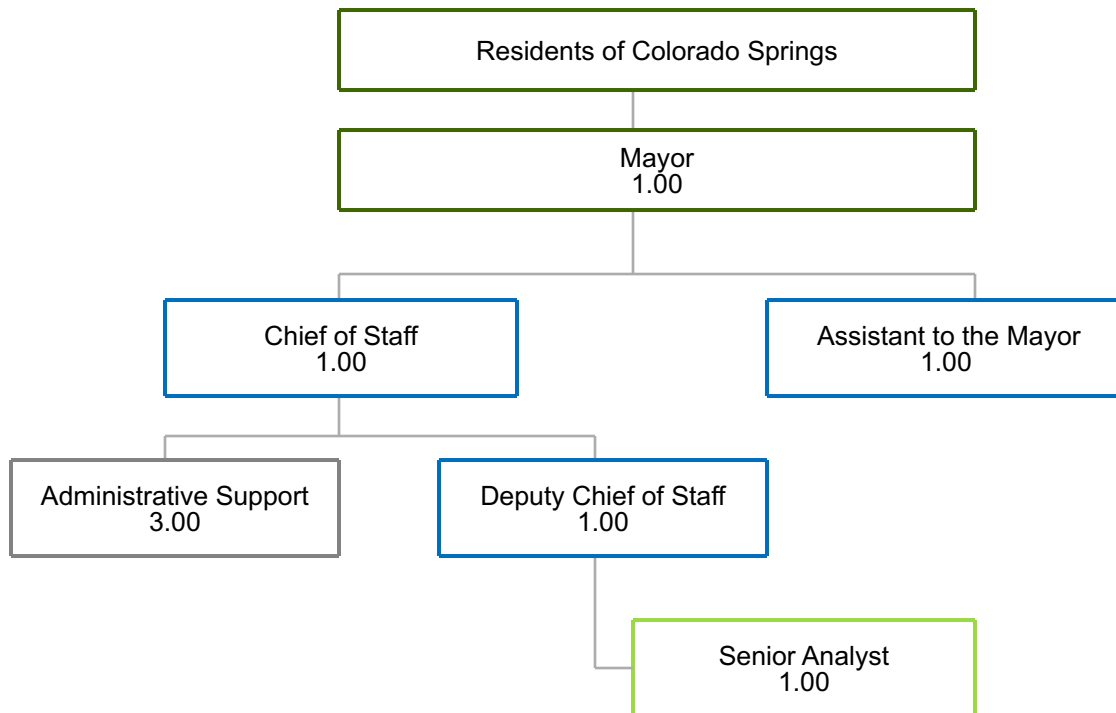 Residents of Colorado Springs
Mayor
1.00
Chief of Staff
1.00
Assistant to the Mayor
1.00
Administrative Support
3.00
Deputy Chief of Staff
1.00
Senior Analyst
1.00